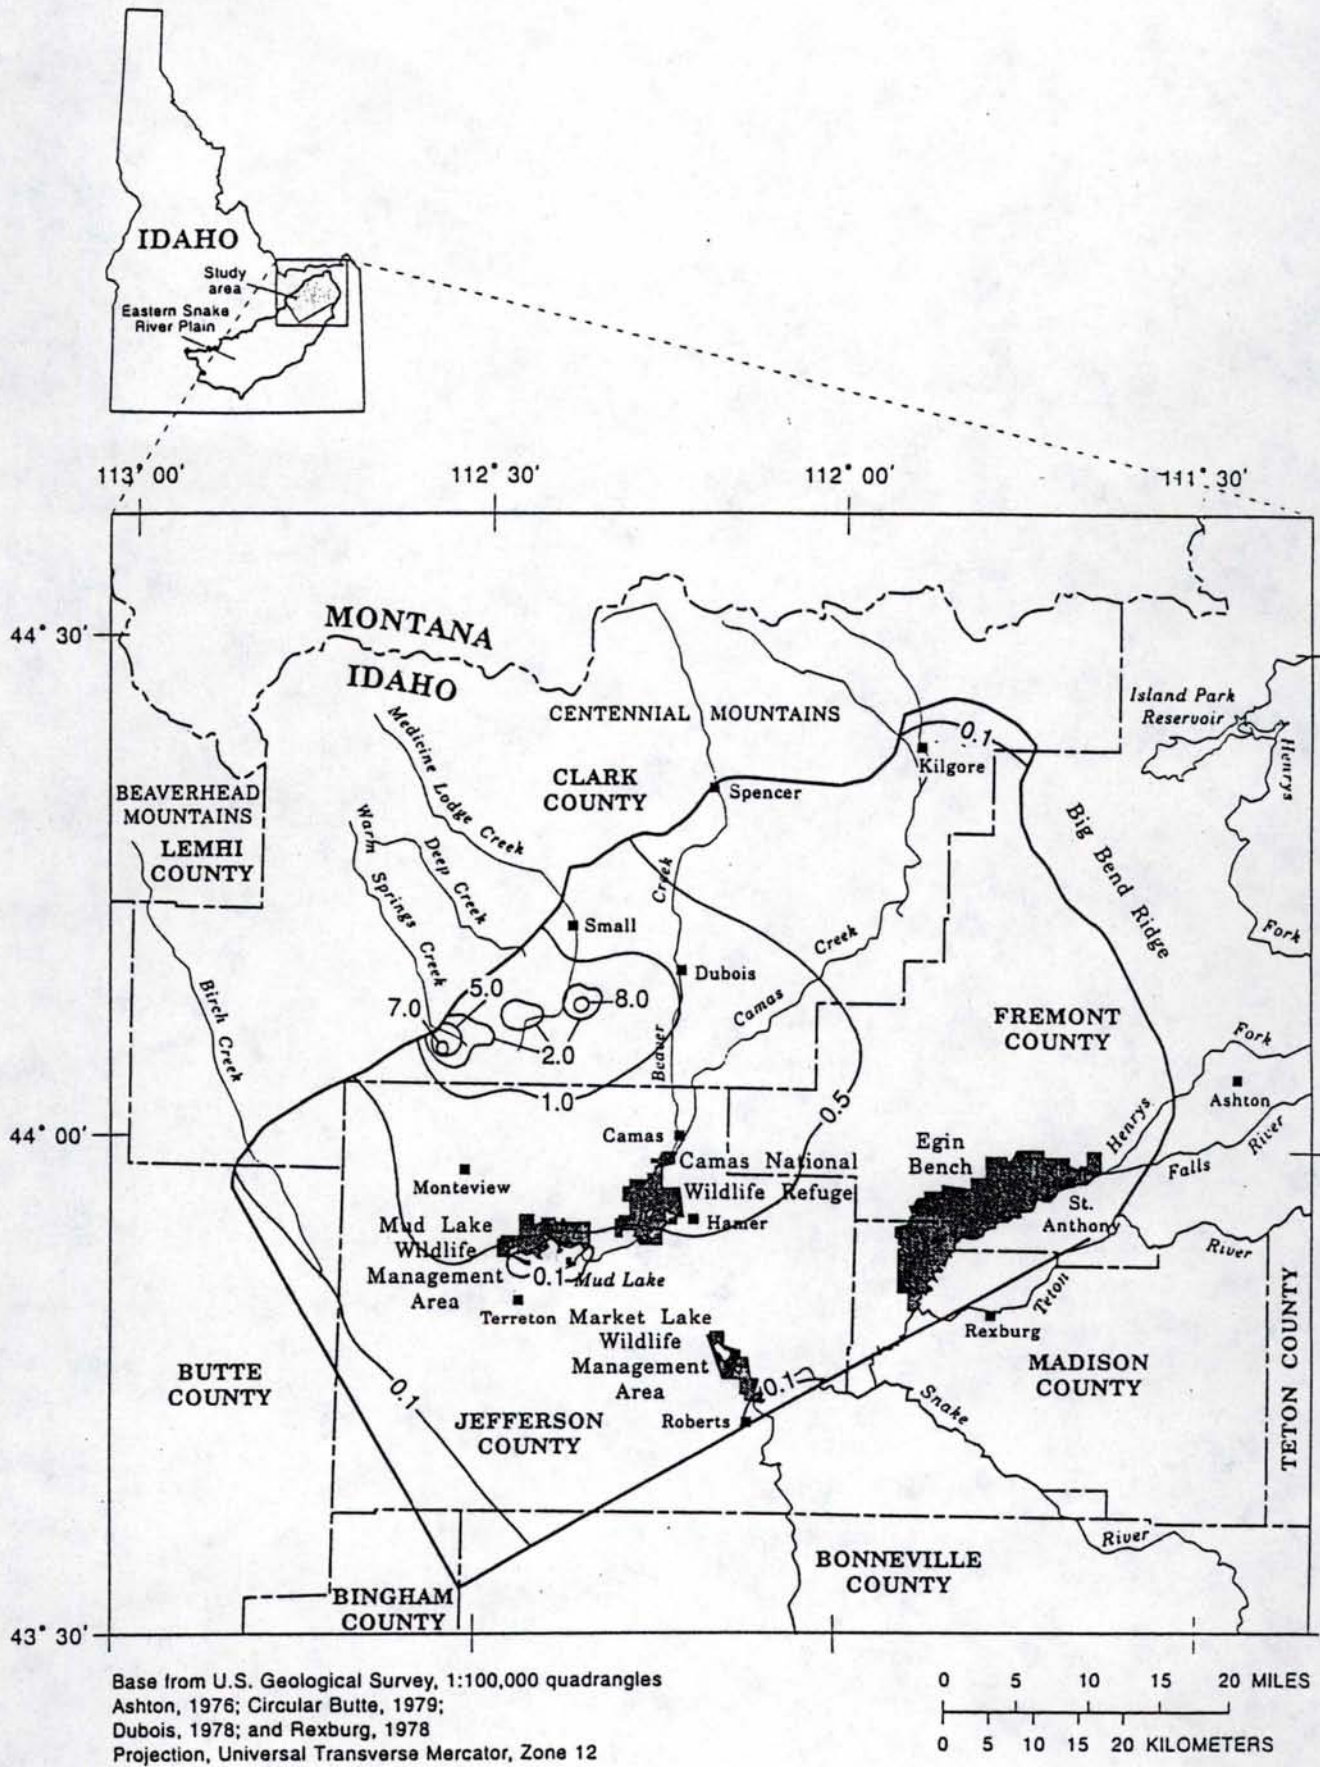 IDAHO
Study
area
Eastern Snake
River Plain
113° 00'
112° 30'
112° 00'
111° 30'
44° 30'
MONTANA
IDAHO
CENTENNIAL MOUNTAINS
Island Park
Reservoir
Henrys
Fork
0.1
Kilgore
Medicine Lodge Creek
CLARK
COUNTY
Spencer
BEAVERHEAD
MOUNTAINS
LEMHI
COUNTY
Warm
Springs Creek
Deep Creek
Big Bend Ridge
Creek
Small
Dubois
Creek
Camas
Beaver
Birch Creek
7.0
5.0
8.0
2.0
1.0
0.5
FREMONT
COUNTY
Fork
Henrys
Ashton
44° 00'
Camas
Egin
Bench
Falls
River
Camas National
Wildlife Refuge
Monteview
Hamer
St.
Anthony
Mud Lake
Wildlife
Management
Area
0.1
Mud Lake
Terreton
River
Teton
Rexburg
Market Lake
Wildlife
Management
Area
MADISON
COUNTY
TETON COUNTY
BUTTE
COUNTY
0.1
0.1
Snake
JEFFERSON
COUNTY
Roberts
River
BONNEVILLE
COUNTY
BINGHAM
COUNTY
43° 30'
Base from U.S. Geological Survey, 1:100,000 quadrangles
Ashton, 1976; Circular Butte, 1979;
Dubois, 1978; and Rexburg, 1978
Projection, Universal Transverse Mercator, Zone 12
0 5 10 15 20 MILES
0 5 10 15 20 KILOMETERS